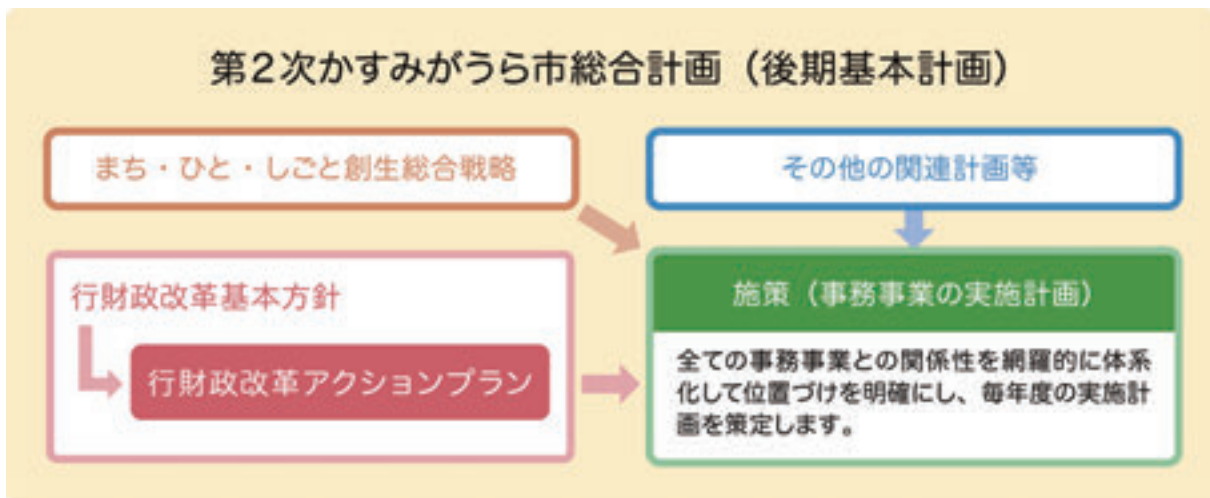 第2次かすみがうら市総合計画（後期基本計画）
まち・ひと・しごと創生総合戦略
その他の関連計画等
行財政改革基本方針
行財政改革アクションプラン
施策（事務事業の実施計画）
全ての事務事業との関係性を網羅的に体系
化して位置づけを明確にし、毎年度の実施計
画を策定します。